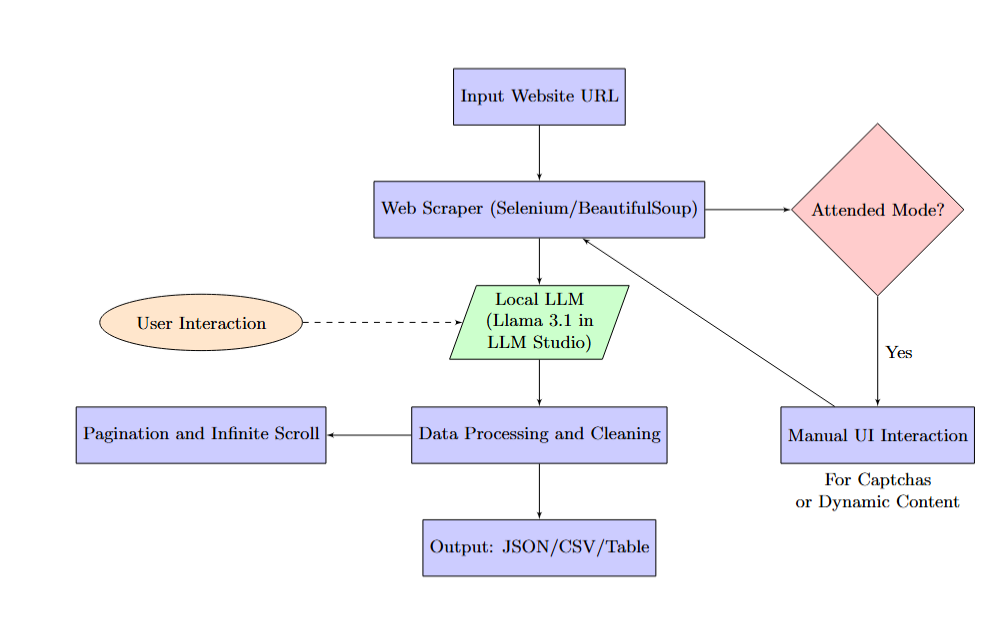 Input Website URL
Web Scraper (Selenium/BeautifulSoup)
Attended Mode?
Local LLM
(Llama 3.1 in
LLM Studio)
User Interaction
Yes
Pagination and Infinite Scroll
Data Processing and Cleaning
Manual UI Interaction
For Captchas
or Dynamic Content
Output: JSON/CSV/Table